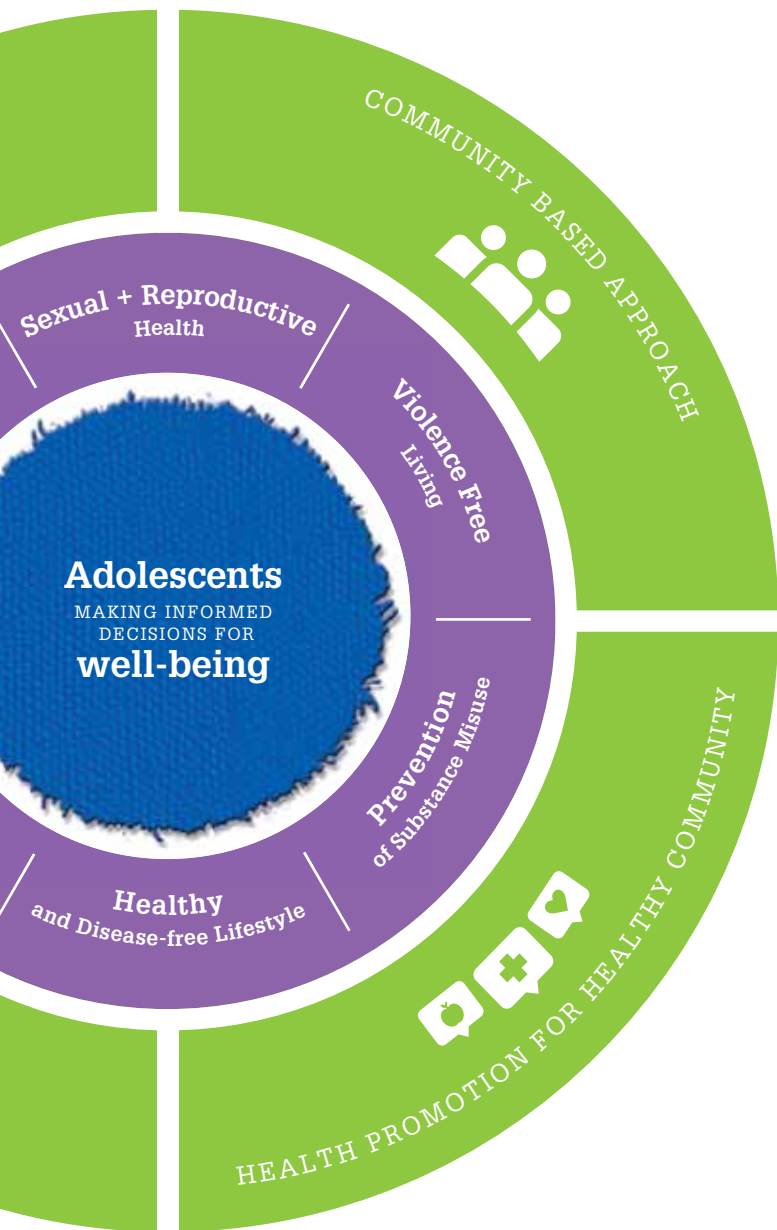 COMMUNITY BASED APPROACH
Sexual + Reproductive
Health
Violence Free
Living
Adolescents
MAKING INFORMED
DECISIONS FOR
well-being
Prevention
of Substance Misuse
Healthy
and Disease-free Lifestyle
HEALTH PROMOTION FOR HEALTHY COMMUNITY